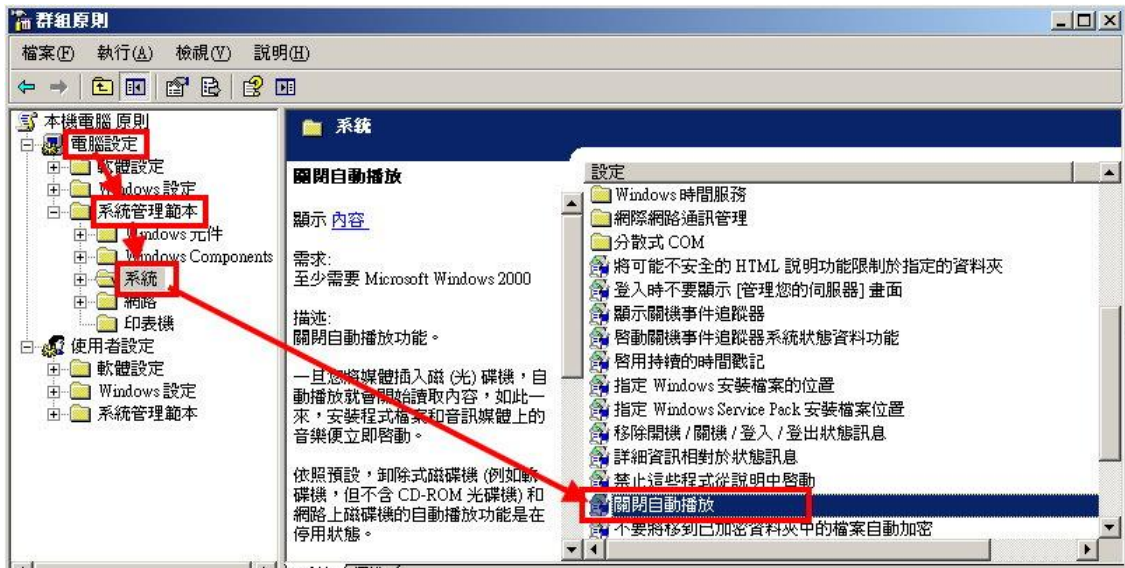 群組原則
檔案(F) 執行(A) 檢視(V) 說明(H)
本機電腦 原則
電腦設定
軟體設定
Windows 設定
系統管理範本
Windows 元件
Windows Components
系統
網路
印表機
使用者設定
軟體設定
Windows 設定
系統管理範本
系統
關閉自動播放
顯示 內容
需求:
至少需要 Microsoft Windows 2000
描述:
關閉自動播放功能。
一旦您將媒體插入磁 (光) 碟機，自
動播放就會開始讀取內容，如此一
來，安裝程式檔案和音訊媒體上的
音樂便立即啓動。
依照預設，卸除式磁碟機 (例如軟
碟機，但不含 CD-ROM 光碟機) 和
網路上磁碟機的自動播放功能是在
停用狀態。
設定
Windows 時間服務
網際網路通訊管理
分散式 COM
將可能不安全的 HTML 說明功能限制於指定的資料夾
登入時不要顯示 [管理您的伺服器] 畫面
顯示關機事件追蹤器
啓動關機事件追蹤器系統狀態資料功能
啓用持續的時間戳記
指定 Windows 安裝檔案的位置
指定 Windows Service Pack 安裝檔案位置
移除開機 / 關機 / 登入 / 登出狀態訊息
詳細資訊相對於狀態訊息
禁止這些程式從說明中啓動
關閉自動播放
不要將移到已加密資料夾中的檔案自動加密